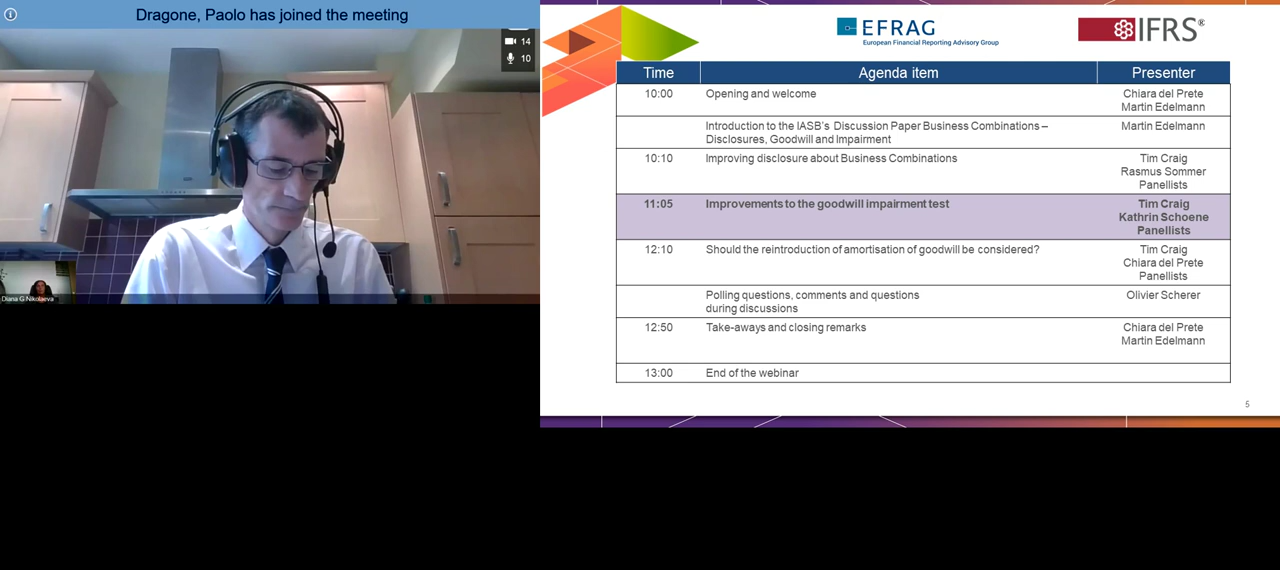 Dragone, Paolo has joined the meeting
14
10
Diana G Nikolaeva
EFRAG
European Financial Reporting Advisory Group
IFRS®
Time Agenda item Presenter
10:00 Opening and welcome Chiara del Prete
Martin Edelmann
Introduction to the IASB's Discussion Paper Business Combinations – Martin Edelmann
Disclosures, Goodwill and Impairment
10:10 Improving disclosure about Business Combinations Tim Craig
Rasmus Sommer
Panellists
11:05 Improvements to the goodwill impairment test Tim Craig
Kathrin Schoene
Panellists
12:10 Should the reintroduction of amortisation of goodwill be considered? Tim Craig
Chiara del Prete
Panellists
Polling questions, comments and questions Olivier Scherer
during discussions
12:50 Take-aways and closing remarks Chiara del Prete
Martin Edelmann
13:00 End of the webinar
5